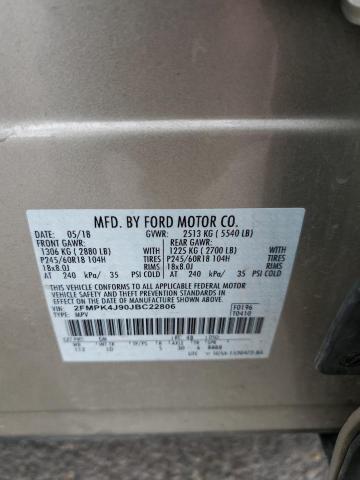 MFD. BY FORD MOTOR CO.
DATE: 05/18 GVWR: 2513 KG ( 5540 LB)
FRONT GAWR: REAR GAWR:
1306 KG ( 2880 LB) 1225 KG ( 2700 LB)
P245/60R18 104H P245/60R18 104H
18x8.0J RIMS 18x8.0J RIMS
AT 240 kPa/ 35 PSI COLD AT 240 kPa/ 35 PSI COLD
THIS VEHICLE CONFORMS TO ALL APPLICABLE FEDERAL MOTOR
VEHICLE SAFETY AND THEFT PREVENTION STANDARDS IN EFFECT
ON THE DATE OF MANUFACTURE SHOWN ABOVE.
VIN: 2FMPK4J90JBC22806 F0196
TYPE: MPV T0410
WB